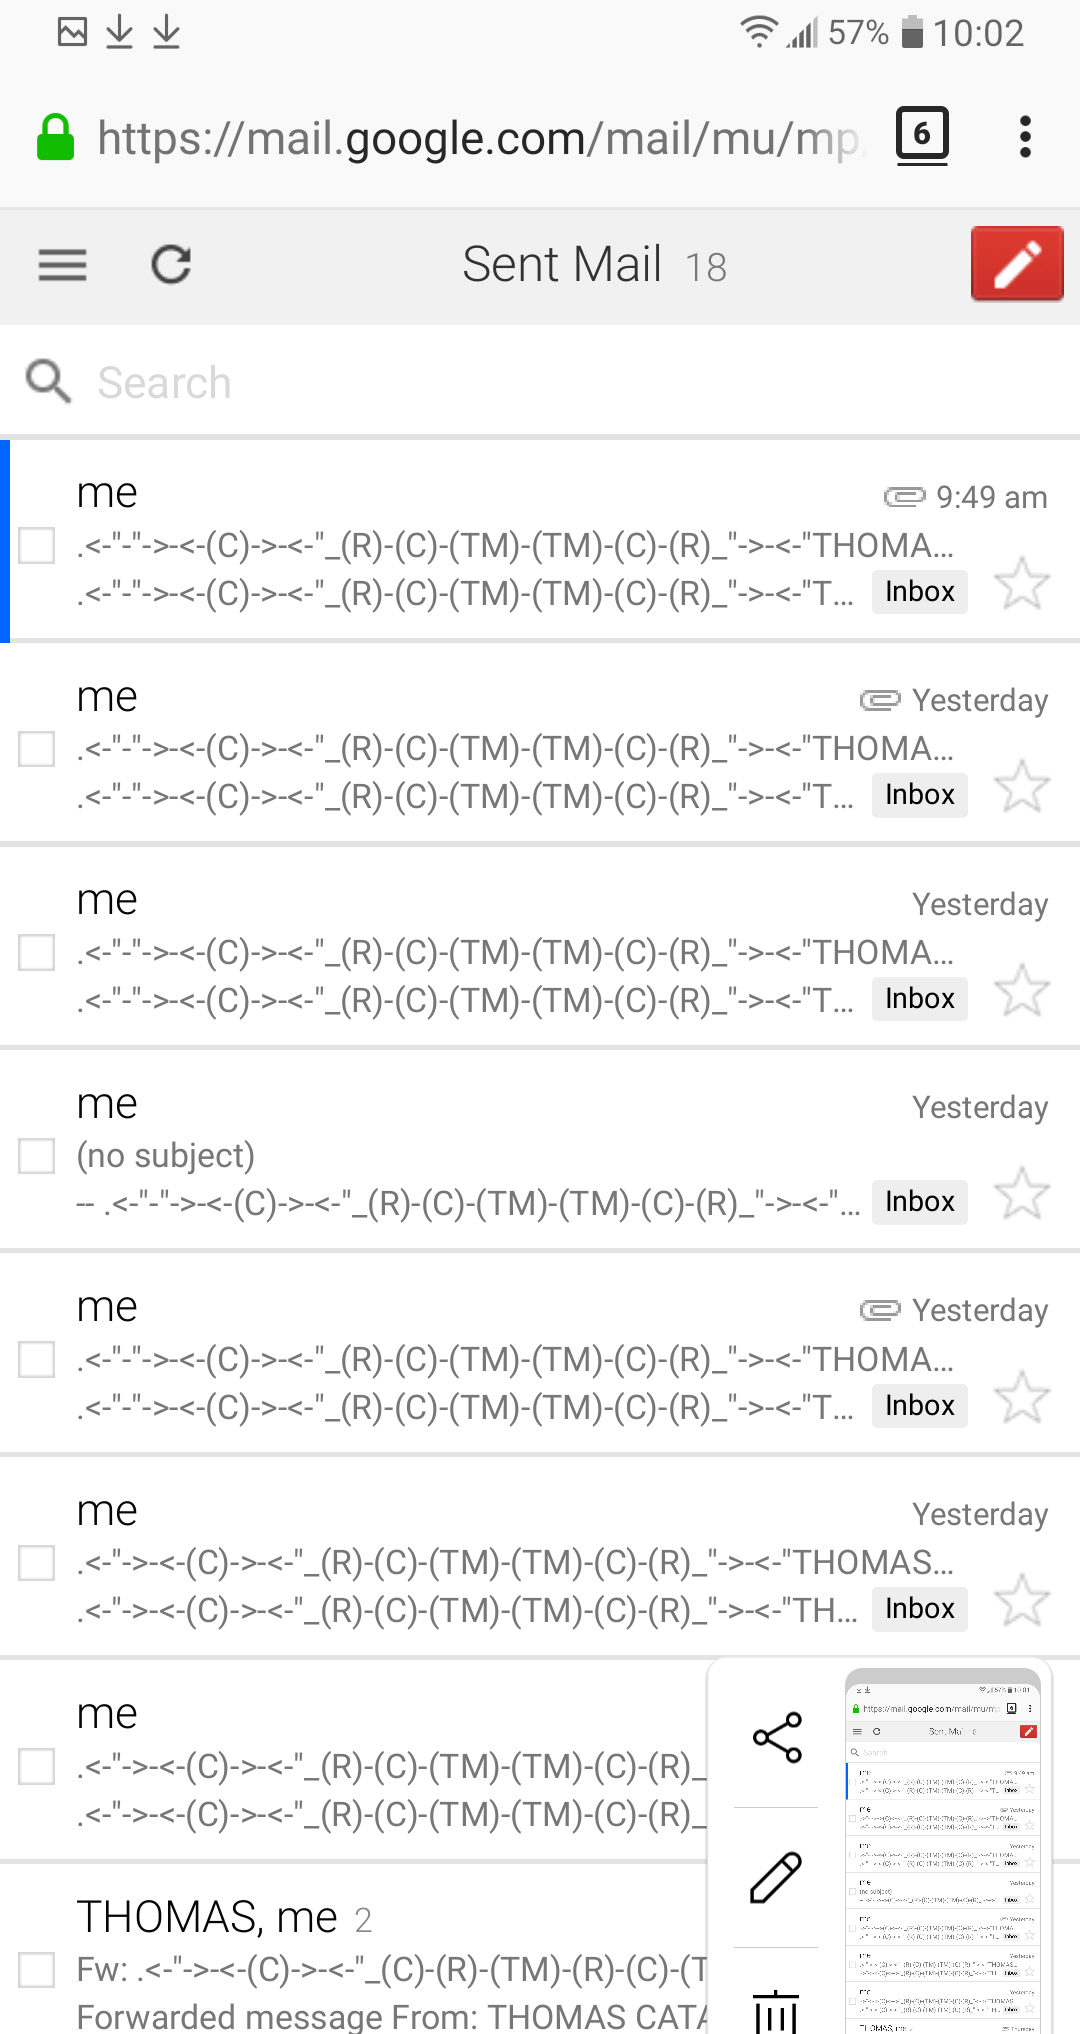 57% 10:02
https://mail.google.com/mail/mu/mp
6
Sent Mail 18
Search
me 9:49 am
.<-"-"->-<-(C)->-<-"_(R)-(C)-(TM)-(TM)-(C)-(R)_"->-<-"THOMA...
.<-"-"->-<-(C)->-<-"_(R)-(C)-(TM)-(TM)-(C)-(R)_"->-<-"T... Inbox
me Yesterday
.<-"-"->-<-(C)->-<-"_(R)-(C)-(TM)-(TM)-(C)-(R)_"->-<-"THOMA...
.<-"-"->-<-(C)->-<-"_(R)-(C)-(TM)-(TM)-(C)-(R)_"->-<-"T... Inbox
me Yesterday
.<-"-"->-<-(C)->-<-"_(R)-(C)-(TM)-(TM)-(C)-(R)_"->-<-"THOMA...
.<-"-"->-<-(C)->-<-"_(R)-(C)-(TM)-(TM)-(C)-(R)_"->-<-"T... Inbox
me Yesterday
(no subject)
-- .<-"-"->-<-(C)->-<-"_(R)-(C)-(TM)-(TM)-(C)-(R)_"->-<-"... Inbox
me Yesterday
.<-"-"->-<-(C)->-<-"_(R)-(C)-(TM)-(TM)-(C)-(R)_"->-<-"THOMA...
.<-"-"->-<-(C)->-<-"_(R)-(C)-(TM)-(TM)-(C)-(R)_"->-<-"T... Inbox
me Yesterday
.<-"->-<-(C)->-<-"_(R)-(C)-(TM)-(TM)-(C)-(R)_"->-<-"THOMAS...
.<-"->-<-(C)->-<-"_(R)-(C)-(TM)-(TM)-(C)-(R)_"->-<-"TH... Inbox
me
.<-"->-<-(C)->-<-"_(R)-(C)-(TM)-(TM)-(C)-(R)_
.<-"->-<-(C)->-<-"_(R)-(C)-(TM)-(TM)-(C)-(R)_
THOMAS, me 2
Fw: .<-"->-<-(C)->-<-"_(C)-(R)-(TM)-(R)-(C)-(T
Forwarded message From: THOMAS CATA